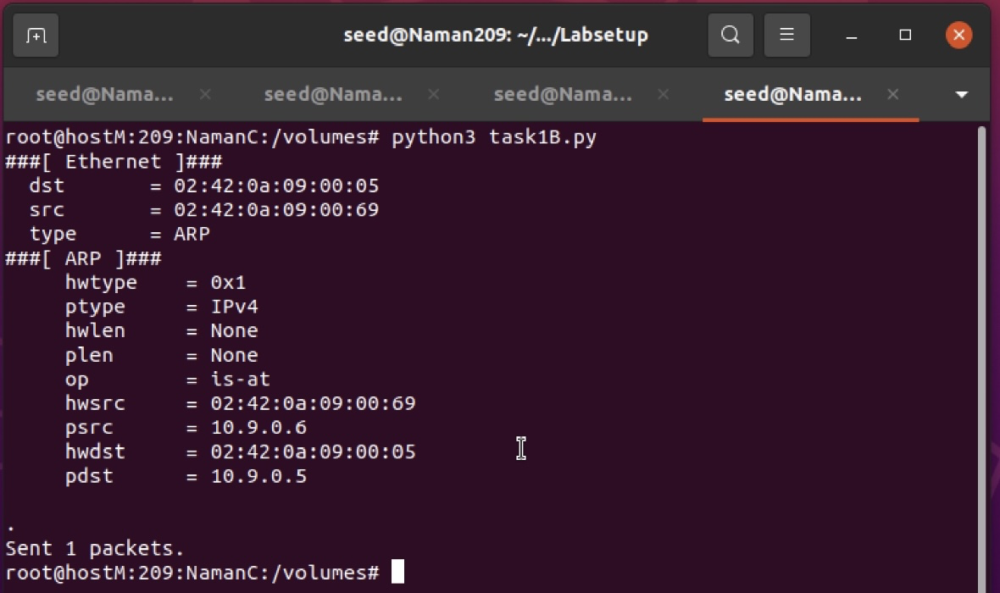 seed@Naman209: ~/.../Labsetup
seed@Nama... seed@Nama... seed@Nama... seed@Nama...
root@hostM:209:NamanC:/volumes# python3 task1B.py
###[ Ethernet ]###
  dst       = 02:42:0a:09:00:05
  src       = 02:42:0a:09:00:69
  type      = ARP
###[ ARP ]###
     hwtype    = 0x1
     ptype     = IPv4
     hwlen     = None
     plen      = None
     op        = is-at
     hwsrc     = 02:42:0a:09:00:69
     psrc      = 10.9.0.6
     hwdst     = 02:42:0a:09:00:05
     pdst      = 10.9.0.5
.
Sent 1 packets.
root@hostM:209:NamanC:/volumes#